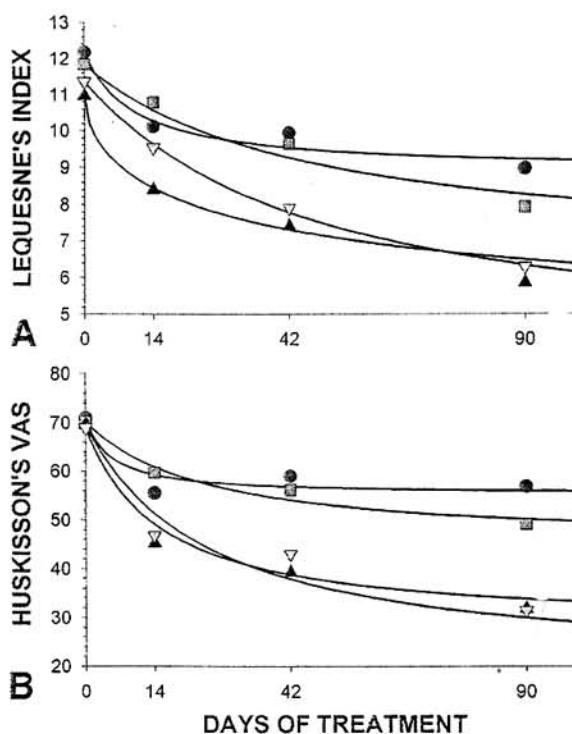 LEQUESNE'S INDEX
13
12
11
10
9
8
7
6
5
A
0 14 42 90
HUSKISSON'S VAS
80
70
60
50
40
30
20
B
0 14 42 90
DAYS OF TREATMENT